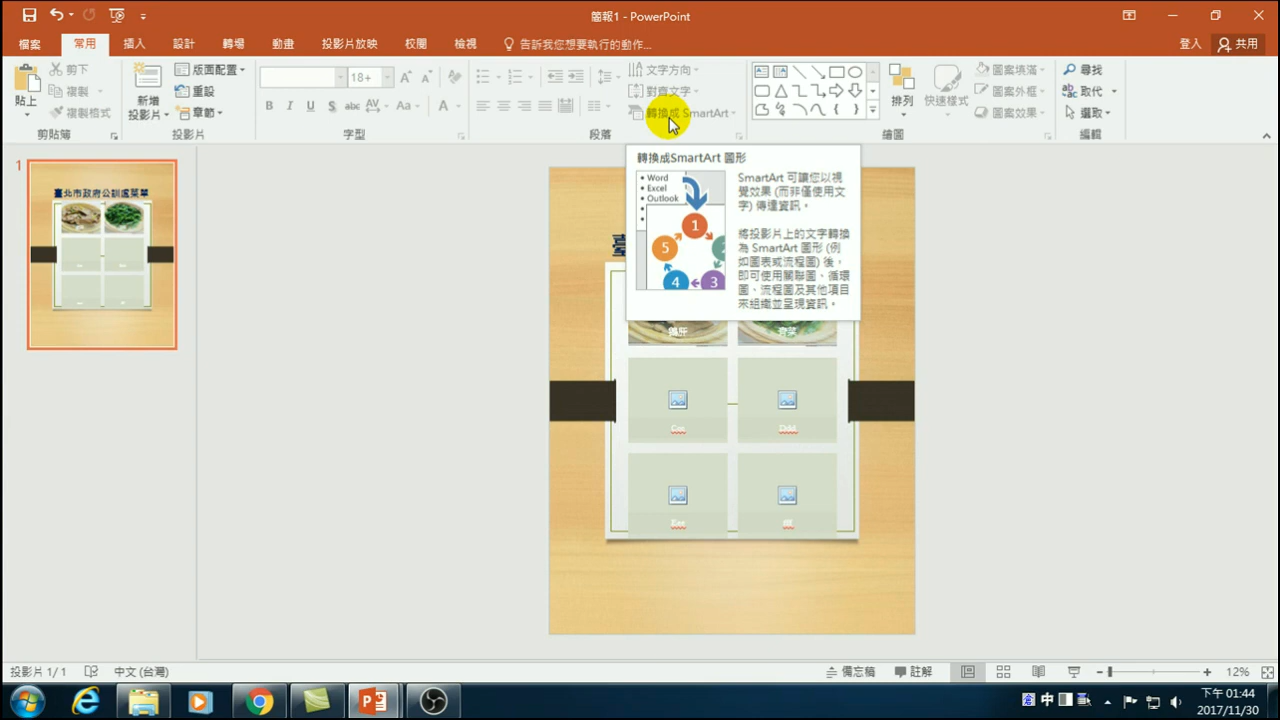 簡報1 - PowerPoint
檔案 常用 插入 設計 轉場 動畫 投影片放映 校閱 檢視 告訴我您想要執行的動作... 登入 共用
貼上 剪下 複製 複製格式 剪貼簿
新增投影片 版面配置 重設 章節 投影片
18+ B I U S abc AV Aa A 字型
文字方向 對齊文字 轉換成 SmartArt 段落
排列 快速樣式 圖案填滿 圖案外框 圖案效果 繪圖
尋找 取代 選取 編輯
1
臺北市政府公訓處菜單
轉換成SmartArt 圖形
Word
Excel
Outlook
1
5
4
3
SmartArt 可讓您以視
覺效果 (而非僅使用文
字) 傳達資訊。
將投影片上的文字轉換
為 SmartArt 圖形 (例
如圖表或流程圖) 後，
即可使用關聯圖、循環
圖、流程圖及其他項目
來組織並呈現資訊。
臺
投影片 1 / 1 中文 (台灣) 備忘稿 註解 12%
中
下午 01:44
2017/11/30